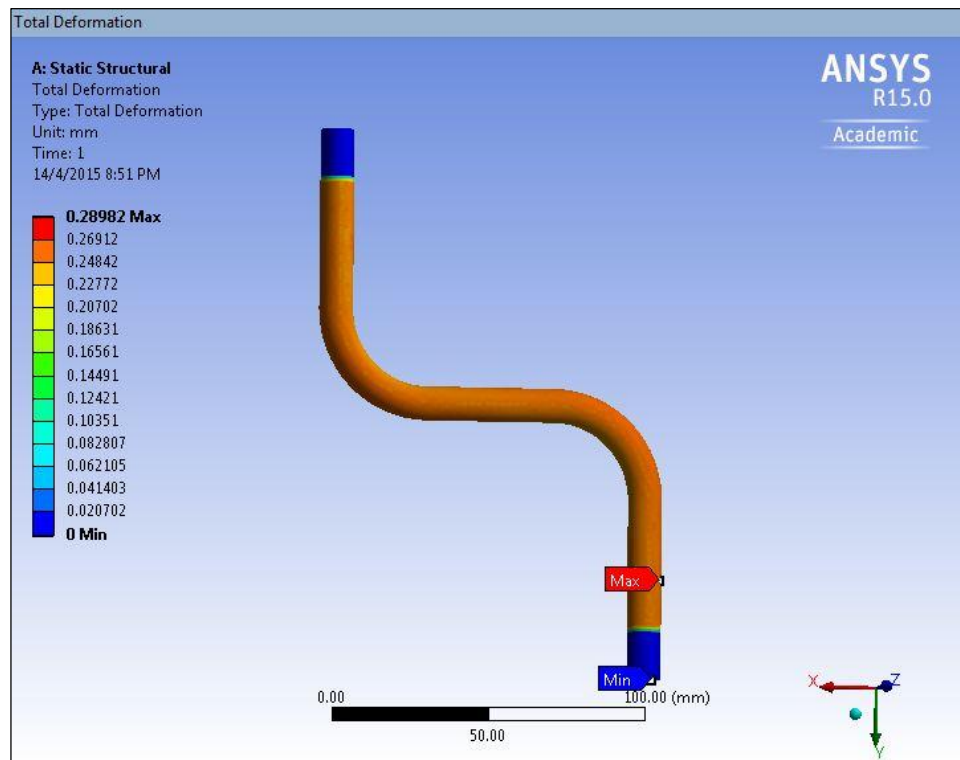 Total Deformation
A: Static Structural
Total Deformation
Type: Total Deformation
Unit: mm
Time: 1
14/4/2015 8:51 PM
ANSYS
R15.0
Academic
0.28982 Max
0.26912
0.24842
0.22772
0.20702
0.18631
0.16561
0.14491
0.12421
0.10351
0.082807
0.062105
0.041403
0.020702
0 Min
Max
Min
0.00
100.00 (mm)
50.00
X
Z
Y